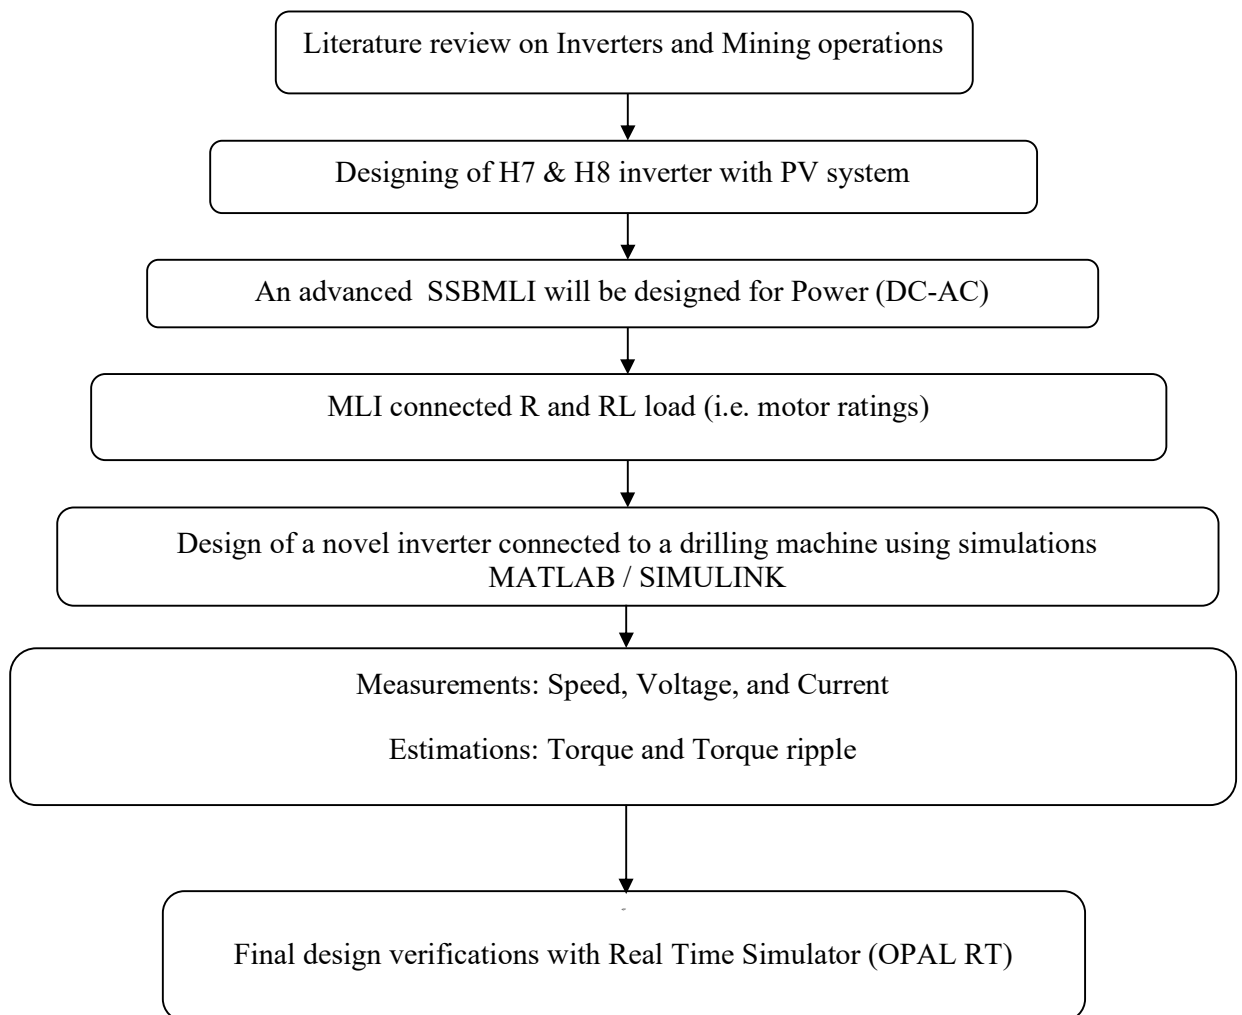 Literature review on Inverters and Mining operations
Designing of H7 & H8 inverter with PV system
An advanced  SSBMLI will be designed for Power (DC-AC)
MLI connected R and RL load (i.e. motor ratings)
Design of a novel inverter connected to a drilling machine using simulations
MATLAB / SIMULINK
Measurements: Speed, Voltage, and Current
Estimations: Torque and Torque ripple
Final design verifications with Real Time Simulator (OPAL RT)